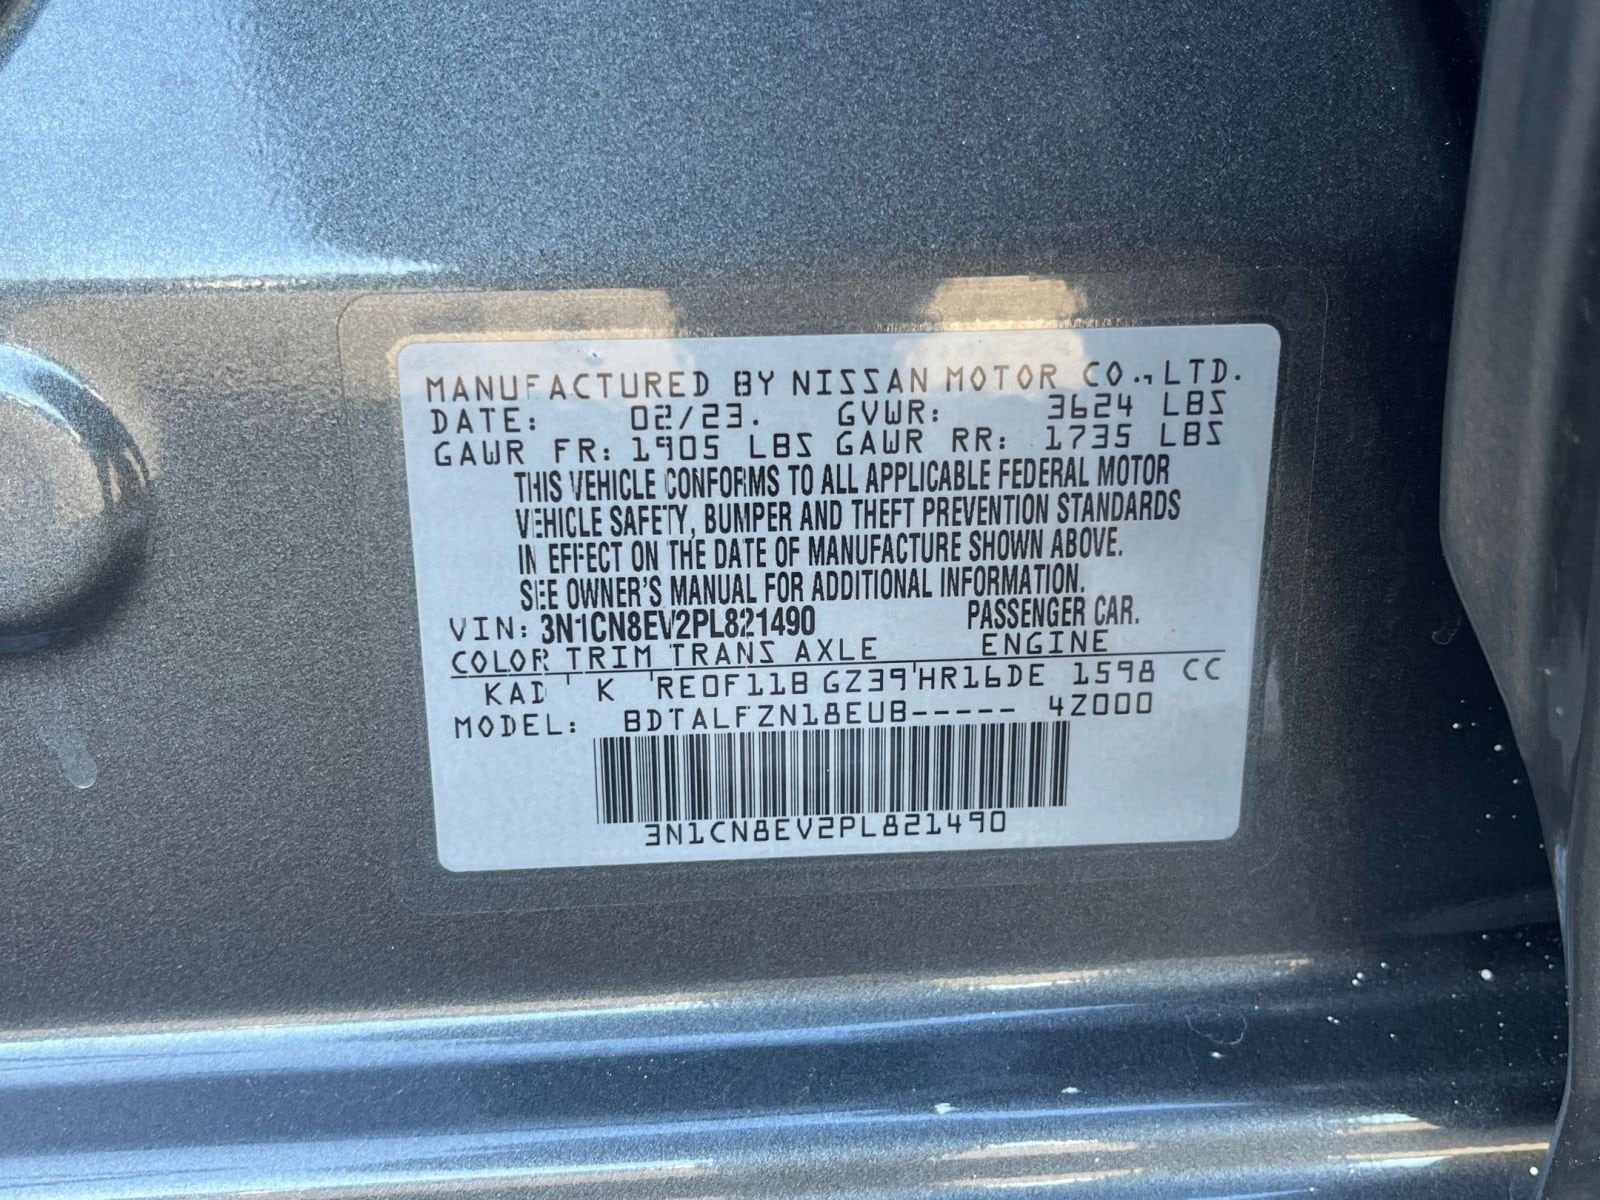 MANUFACTURED BY NISSAN MOTOR CO.,LTD.
DATE: 02/23. GVWR: 3624 LBS
GAWR FR: 1905 LBS GAWR RR: 1735 LBS
THIS VEHICLE CONFORMS TO ALL APPLICABLE FEDERAL MOTOR
VEHICLE SAFETY, BUMPER AND THEFT PREVENTION STANDARDS
IN EFFECT ON THE DATE OF MANUFACTURE SHOWN ABOVE.
SEE OWNER'S MANUAL FOR ADDITIONAL INFORMATION.
VIN: 3N1CN8EV2PL821490 PASSENGER CAR.
COLOR TRIM TRANS AXLE ENGINE
KAD K RE0F11B GZ39 HR16DE 1598 CC
MODEL: BDTALFZN18EUB----- 4Z000
3N1CN8EV2PL821490